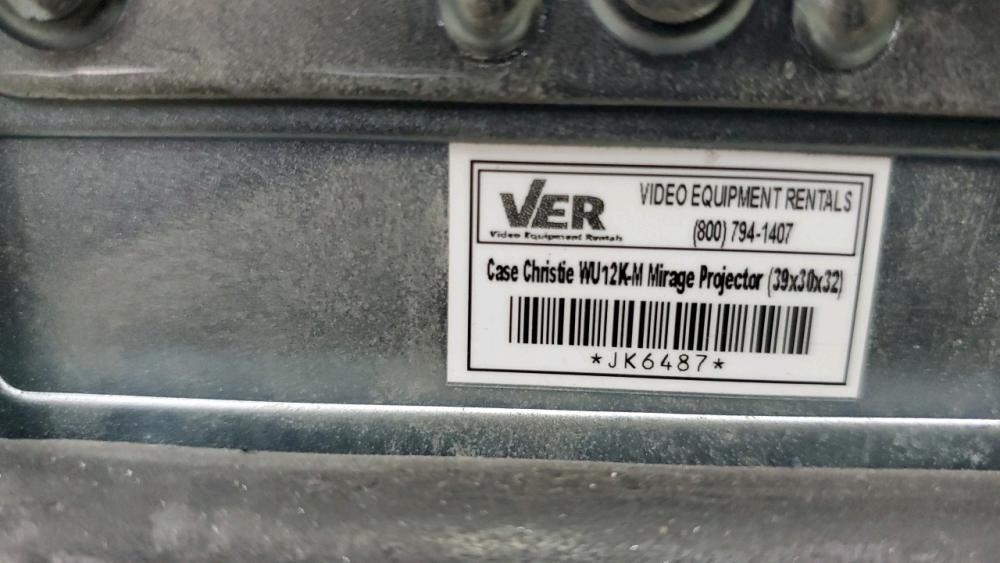 VER
Video Equipment Rentals
VIDEO EQUIPMENT RENTALS
(800) 794-1407
Case Christie WU12K-M Mirage Projector (39x30x32)
*JK6487*